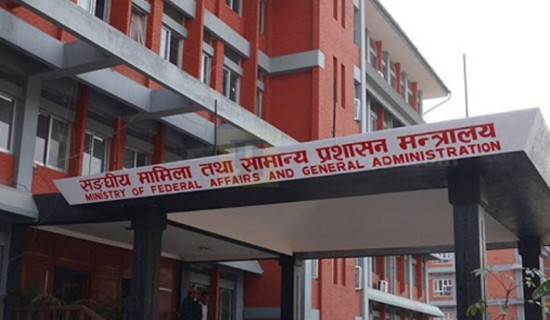 सङ्घीय मामिला तथा सामान्य प्रशासन मन्त्रालय
MINISTRY OF FEDERAL AFFAIRS AND GENERAL ADMINISTRATION